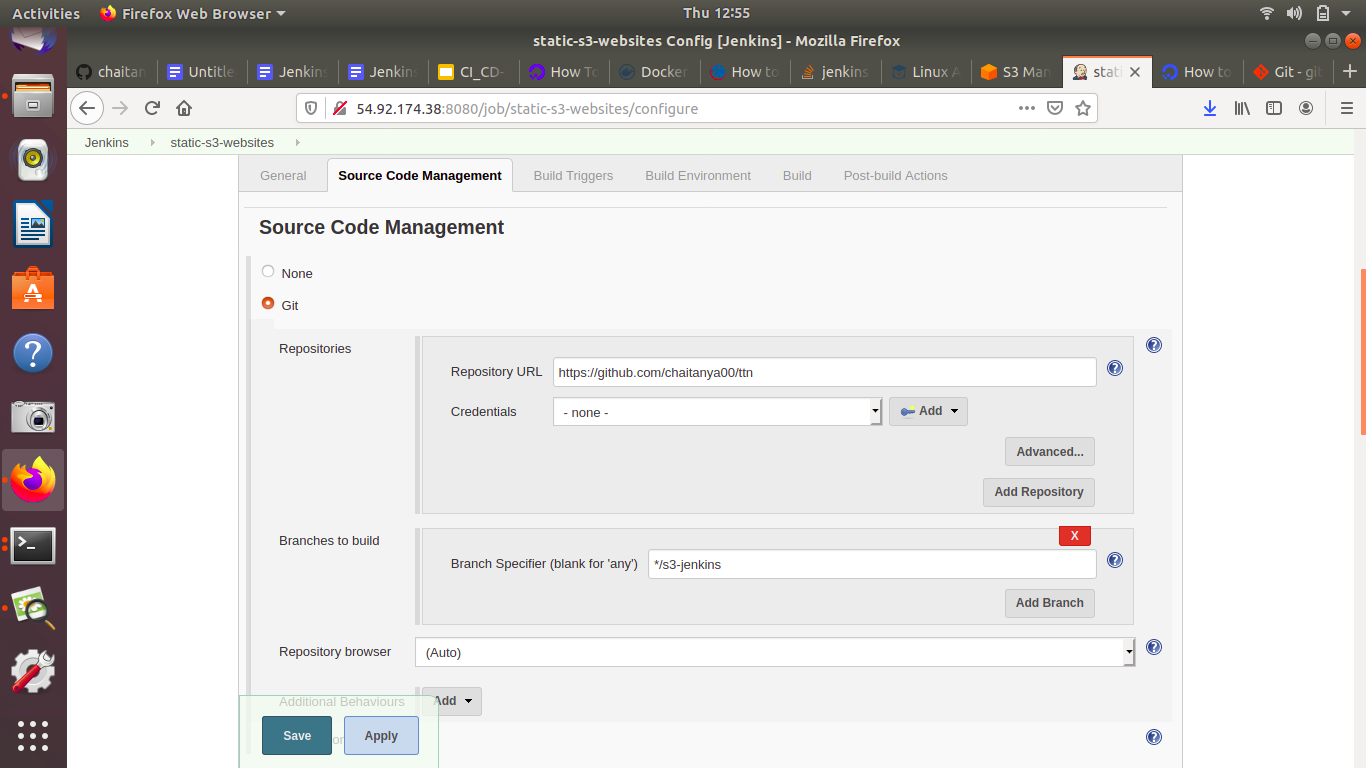 Activities Firefox Web Browser Thu 12:55
static-s3-websites Config [Jenkins] - Mozilla Firefox
chaitan Untitle Jenkins Jenkins CI_CD- How To Docker How to jenkins Linux A S3 Man stati How to Git - git
54.92.174.38:8080/job/static-s3-websites/configure
Jenkins static-s3-websites
General Source Code Management Build Triggers Build Environment Build Post-build Actions
Source Code Management
None
Git
Repositories
Repository URL https://github.com/chaitanya00/ttn
Credentials - none - Add
Advanced...
Add Repository
Branches to build
X
Branch Specifier (blank for 'any') */s3-jenkins
Add Branch
Repository browser (Auto)
Additional Behaviours Add
Save Apply